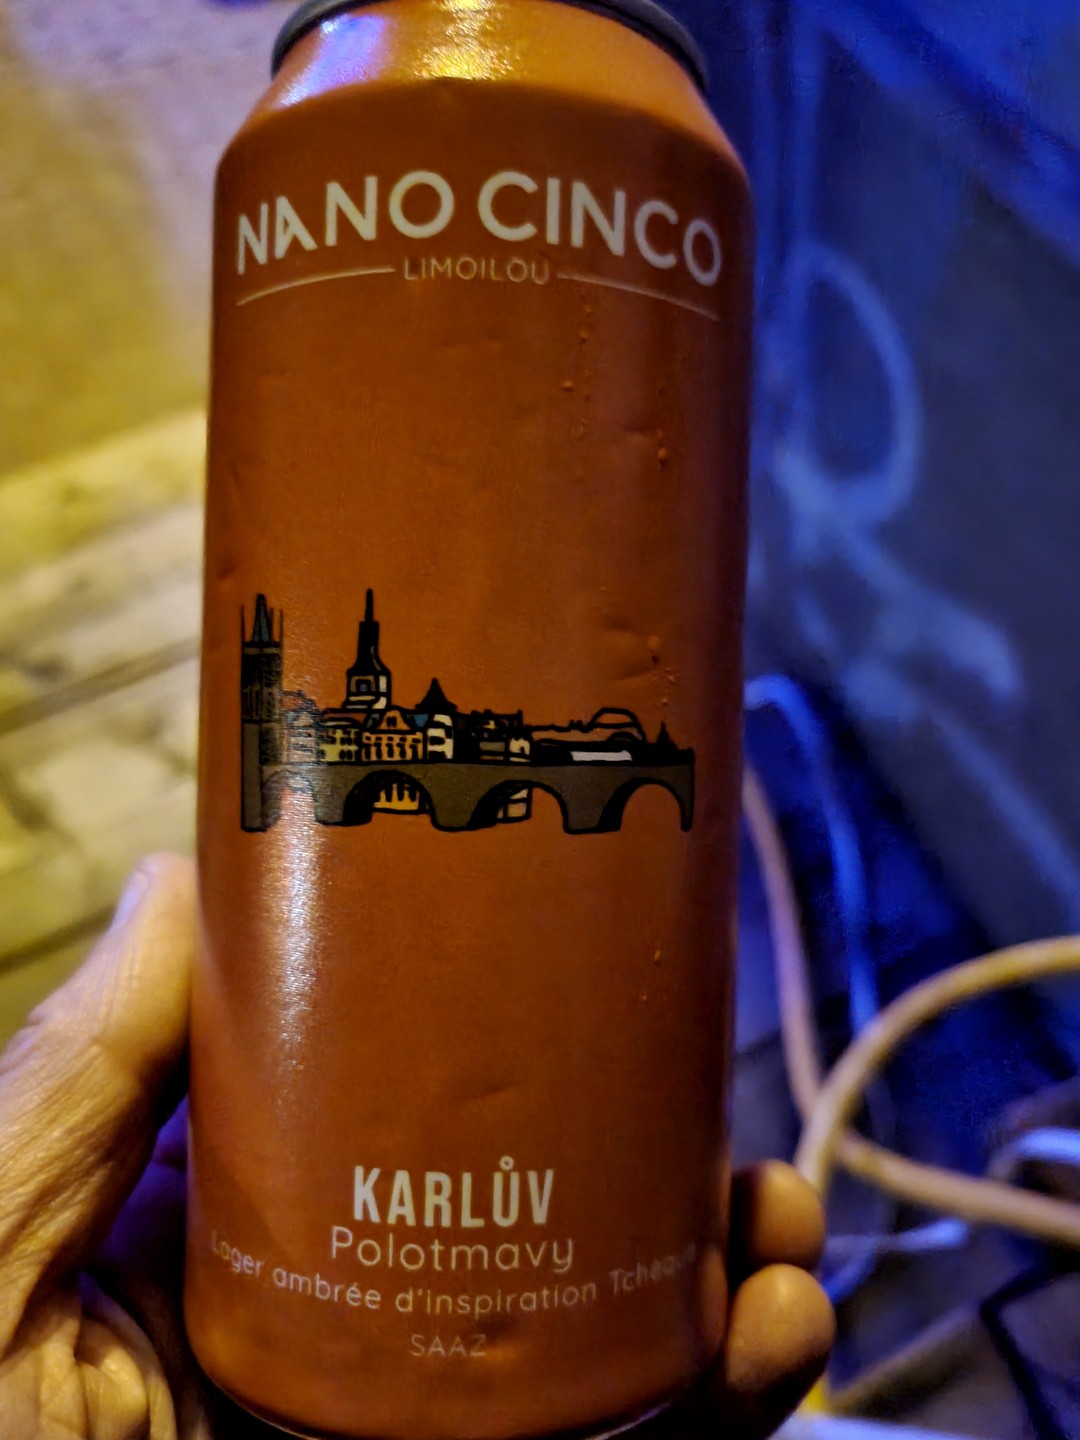 NANO CINCO
LIMOILOU
KARLŮV
Polotmavy
Lager ambrée d'inspiration
SAAZ